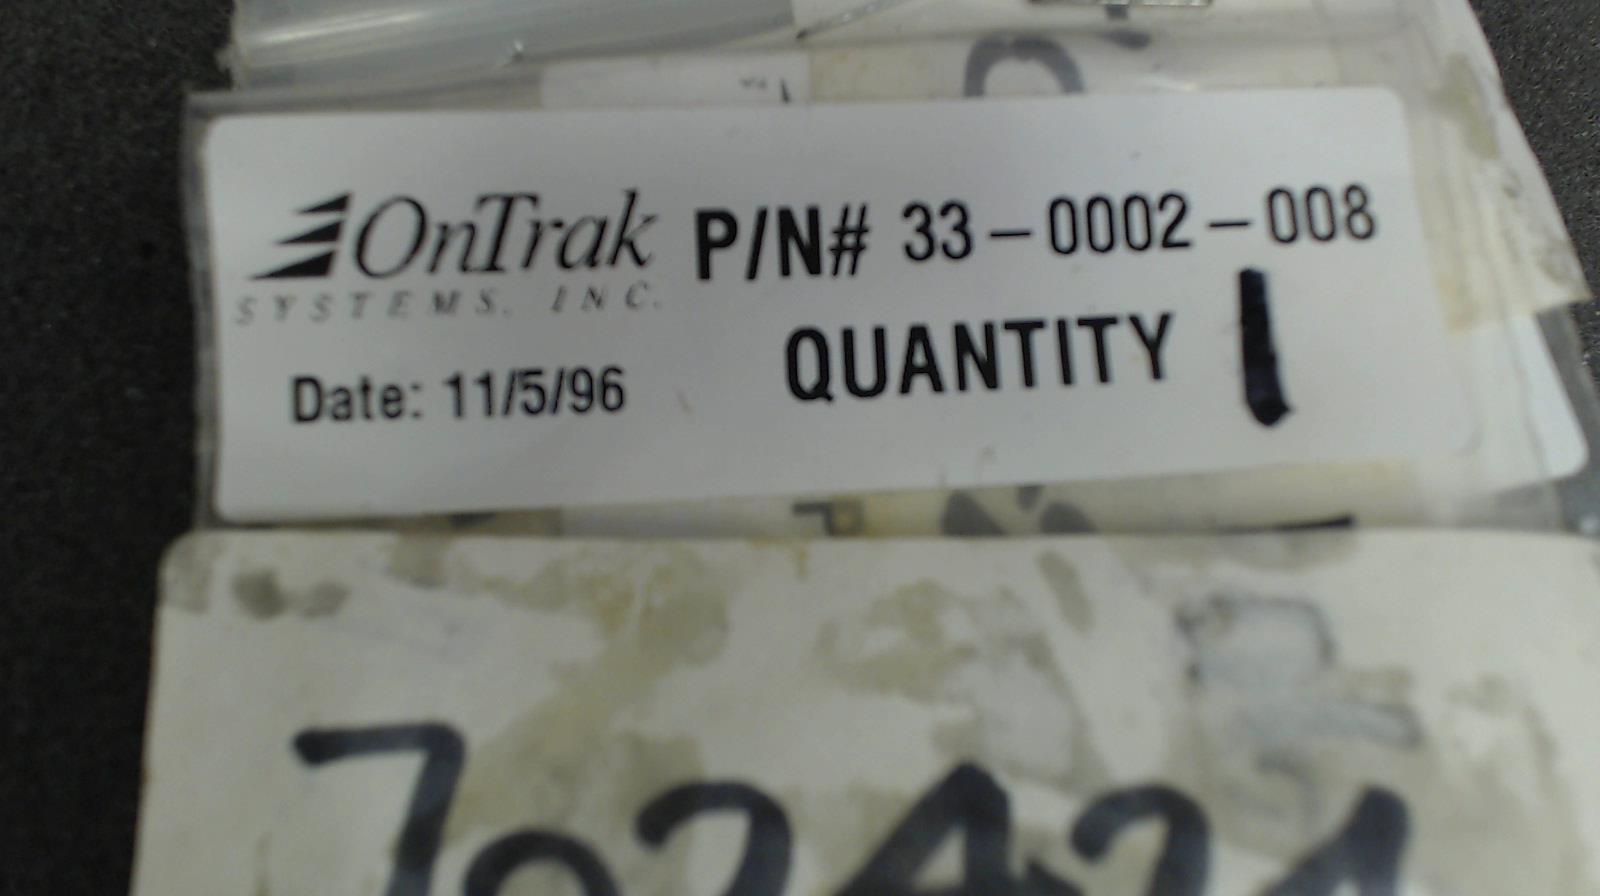 OnTrak
SYSTEMS, INC.
P/N# 33-0002-008
Date: 11/5/96
QUANTITY 1